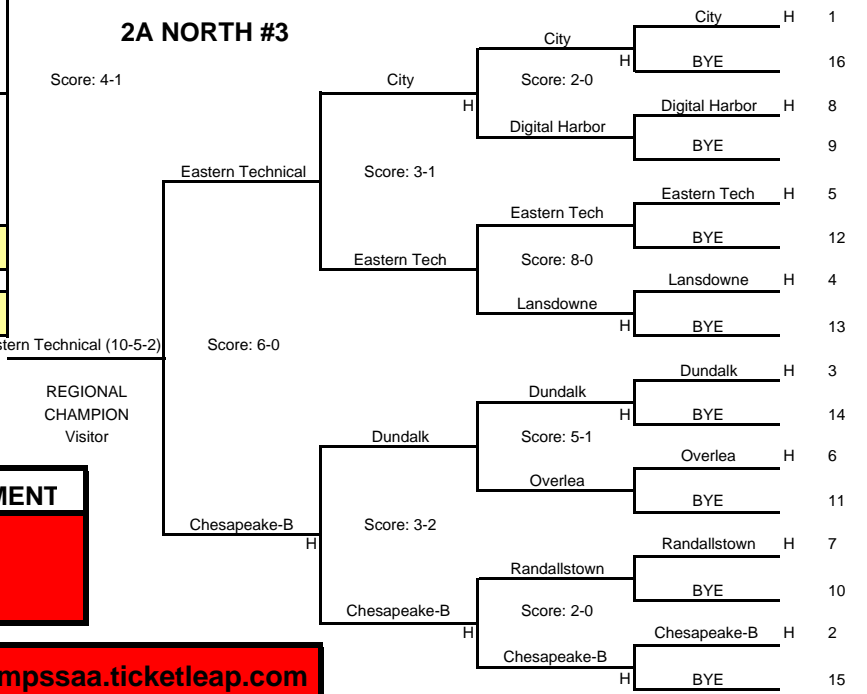 2A NORTH #3
City H 1
City
BYE 16
H
Score: 4-1
City
Score: 2-0
H
Digital Harbor H 8
Digital Harbor
BYE 9
Eastern Technical
Score: 3-1
Eastern Tech H 5
Eastern Tech
BYE 12
Eastern Tech
Score: 8-0
Lansdowne H 4
Lansdowne
BYE 13
H
stern Technical (10-5-2)
Score: 6-0
REGIONAL
CHAMPION
Visitor
Dundalk H 3
Dundalk
BYE 14
H
Dundalk
Score: 5-1
Overlea H 6
Overlea
BYE 11
MENT
Chesapeake-B
H
Score: 3-2
Randallstown H 7
Randallstown
BYE 10
Chesapeake-B
H
Score: 2-0
Chesapeake-B H 2
Chesapeake-B
BYE 15
H
mpssaa.ticketleap.com